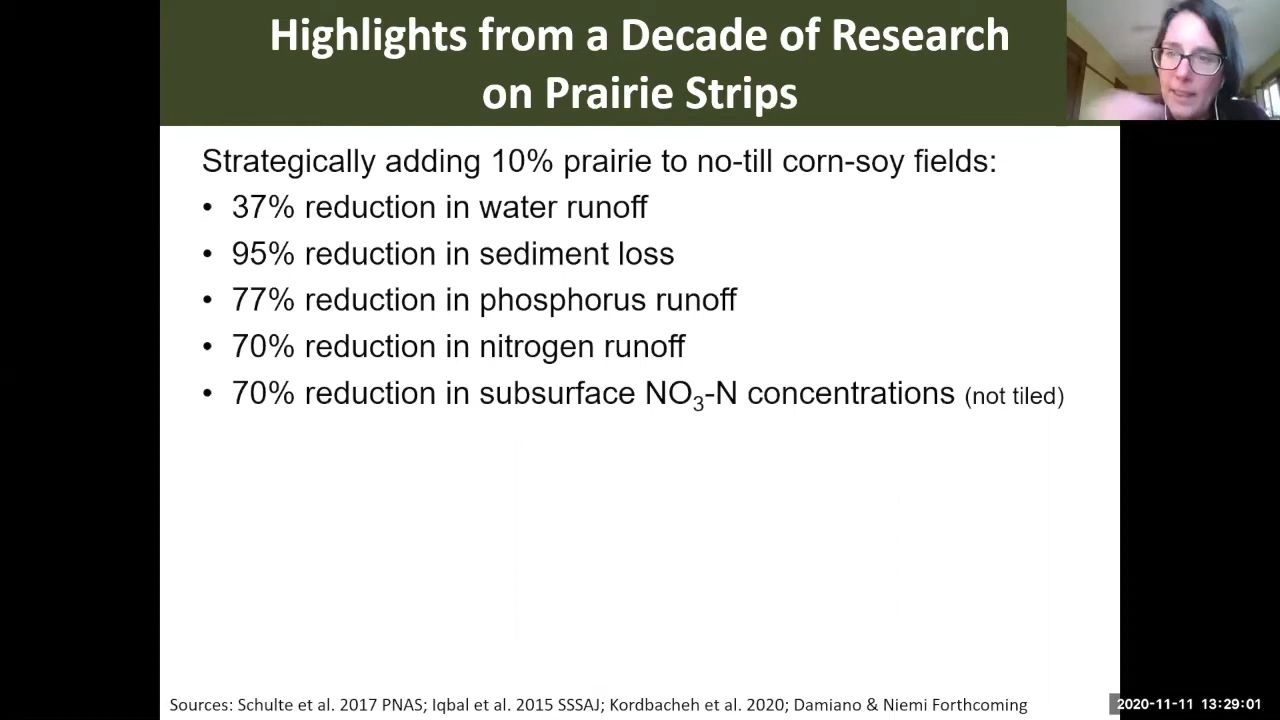 Highlights from a Decade of Research
on Prairie Strips
Strategically adding 10% prairie to no-till corn-soy fields:
• 37% reduction in water runoff
• 95% reduction in sediment loss
• 77% reduction in phosphorus runoff
• 70% reduction in nitrogen runoff
• 70% reduction in subsurface NO₃-N concentrations (not tiled)
Sources: Schulte et al. 2017 PNAS; Iqbal et al. 2015 SSSAJ; Kordbacheh et al. 2020; Damiano & Niemi Forthcoming
2020-11-11 13:29:01